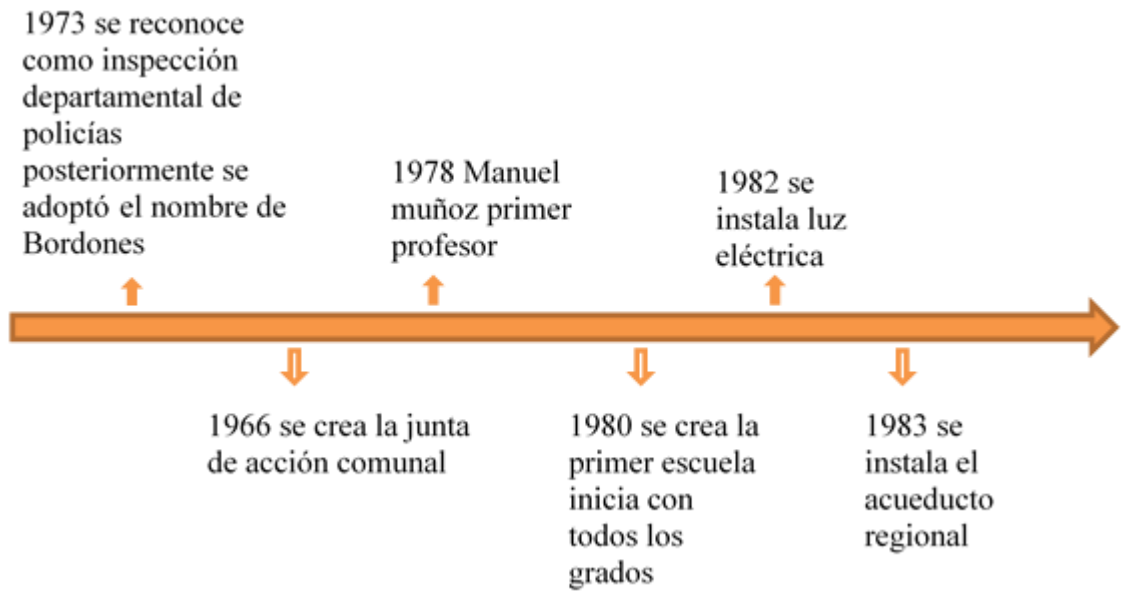 1973 se reconoce
como inspección
departamental de
policías
posteriormente se
adoptó el nombre de
Bordones
1978 Manuel
muñoz primer
profesor
1982 se
instala luz
eléctrica
1966 se crea la junta
de acción comunal
1980 se crea la
primer escuela
inicia con
todos los
grados
1983 se
instala el
acueducto
regional